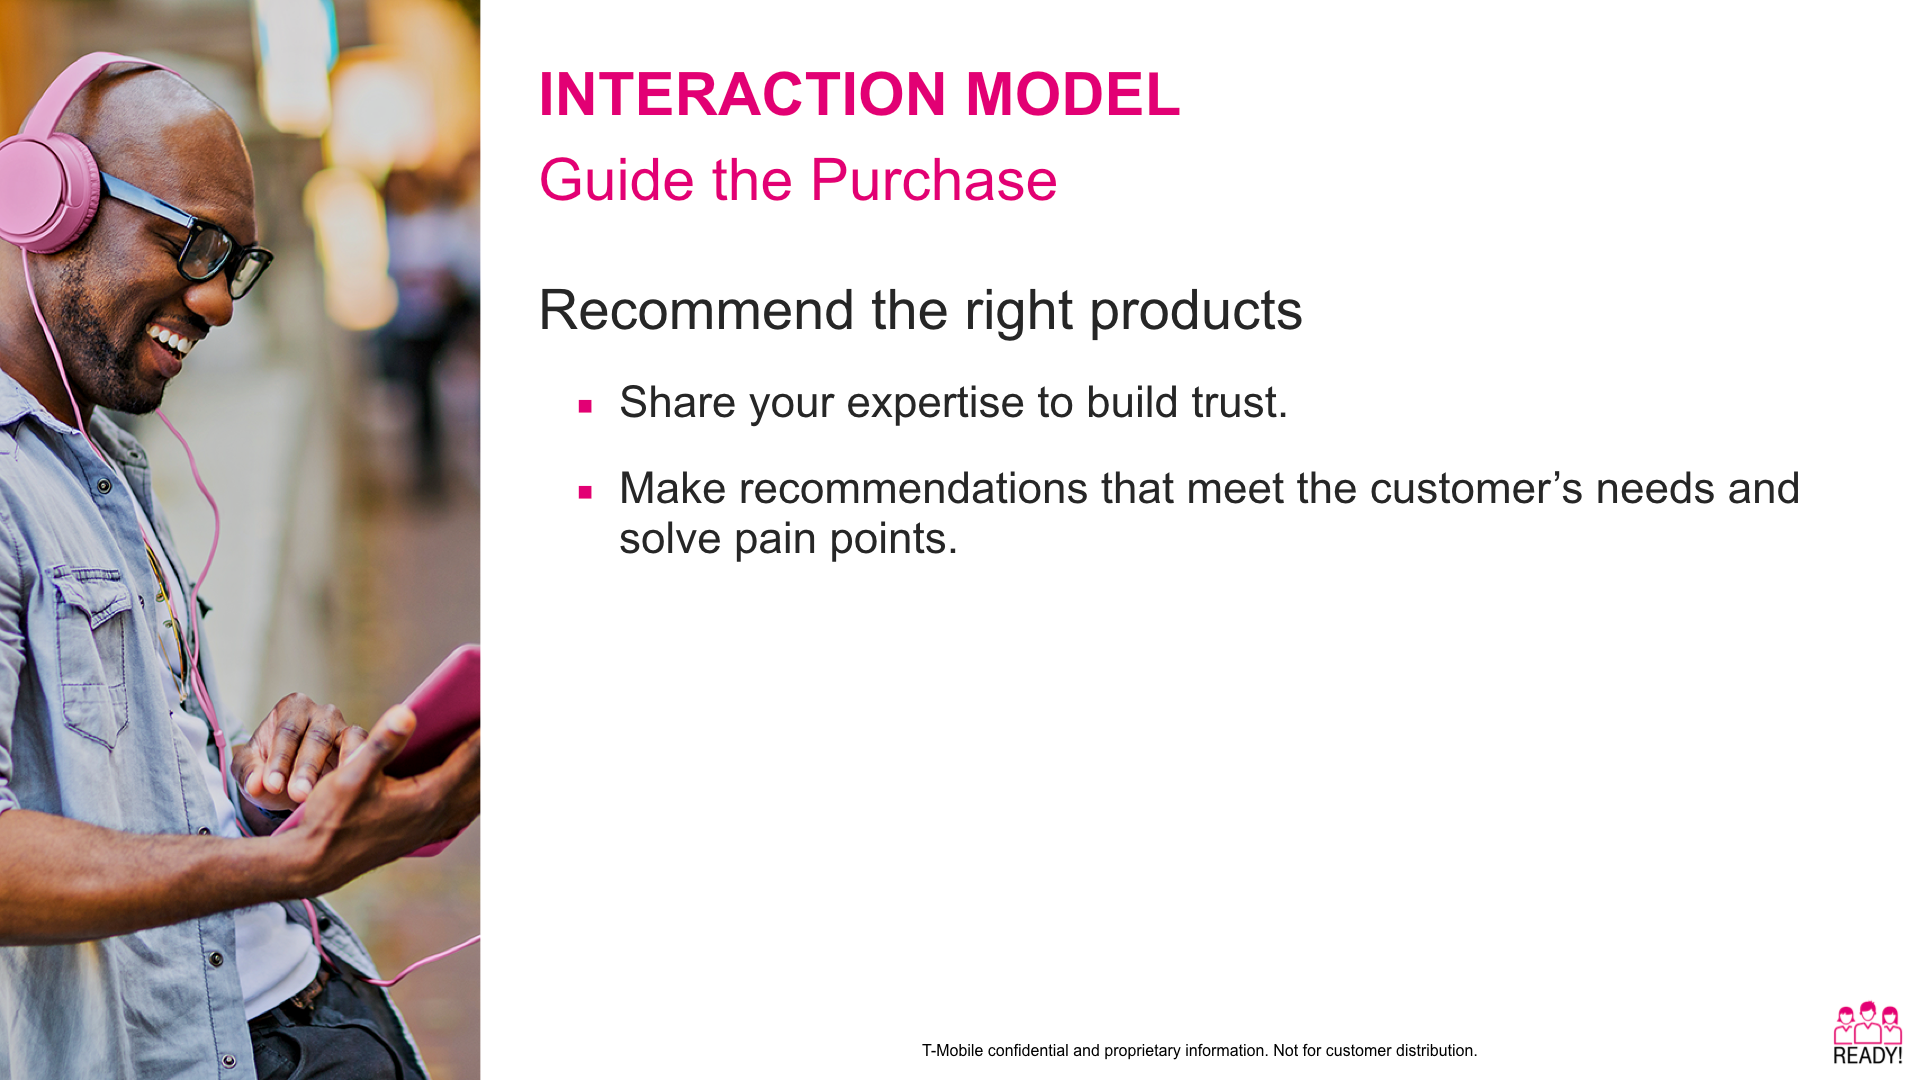 INTERACTION MODEL
Guide the Purchase
Recommend the right products
▪ Share your expertise to build trust.
▪ Make recommendations that meet the customer’s needs and
solve pain points.
T-Mobile confidential and proprietary information. Not for customer distribution.
READY!